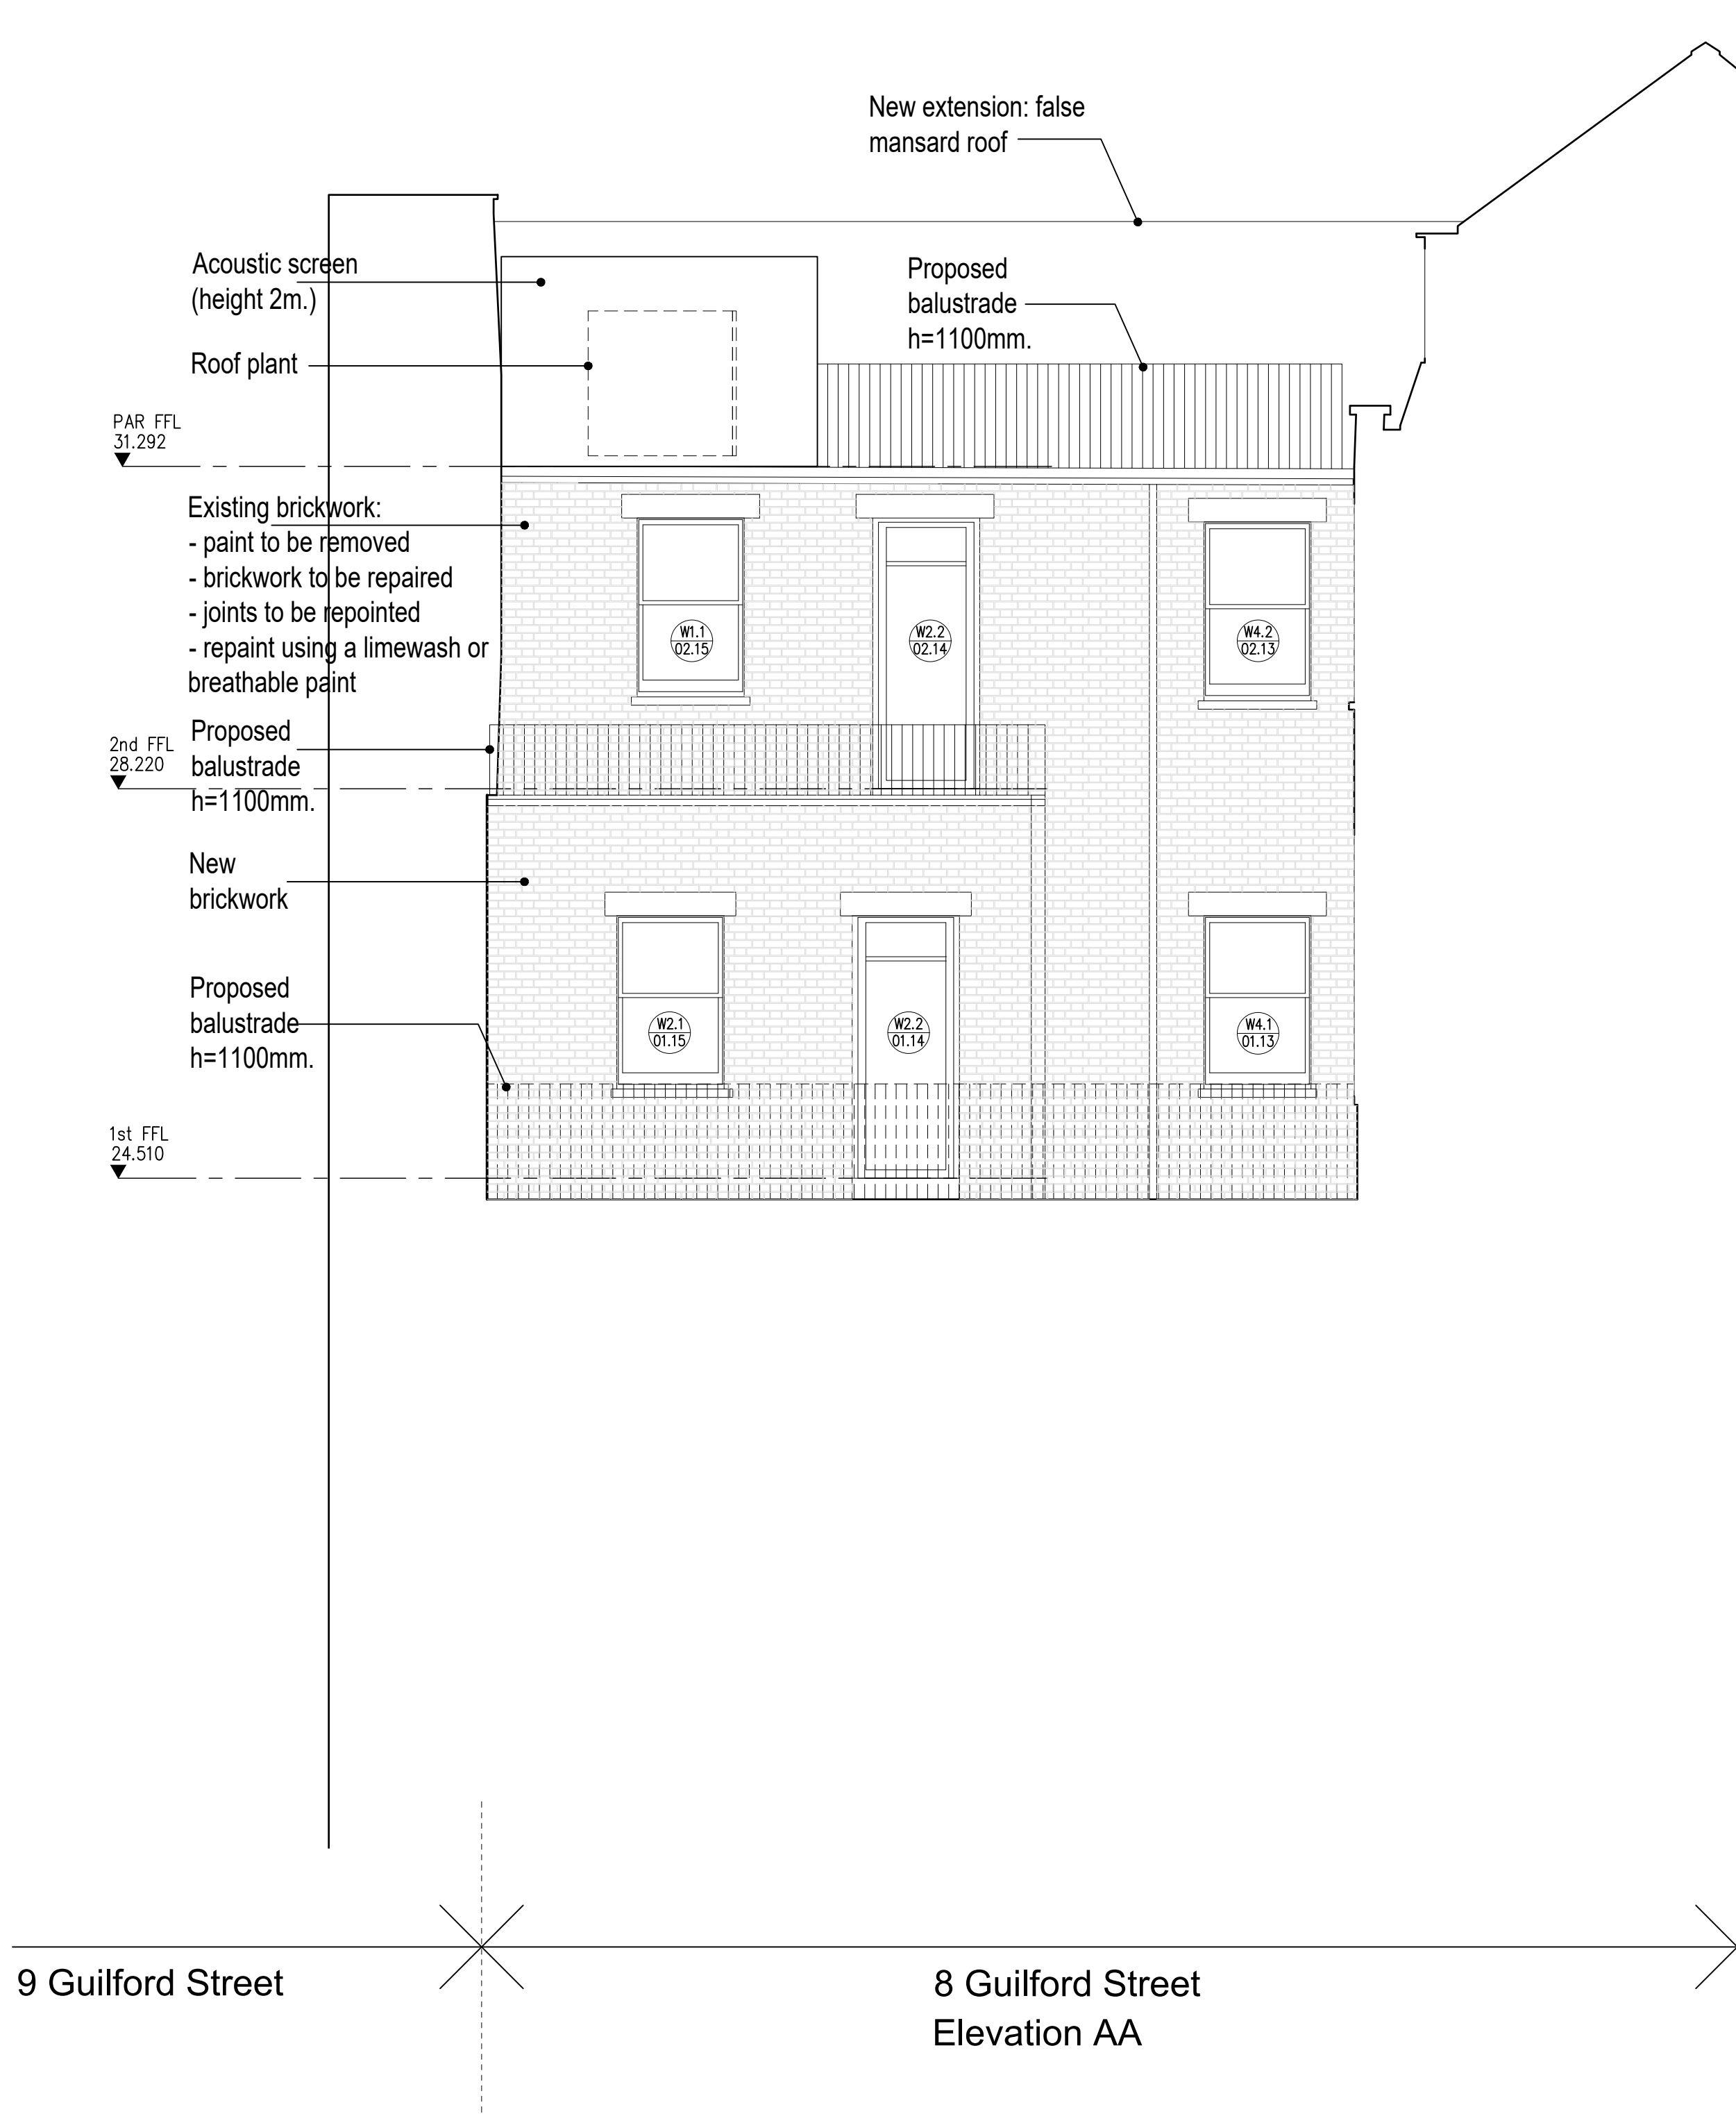 New extension: false
mansard roof
Acoustic screen
(height 2m.)
Proposed
balustrade
h=1100mm.
Roof plant
PAR FFL
31.292
Existing brickwork:
- paint to be removed
- brickwork to be repaired
- joints to be repointed
- repaint using a limewash or
breathable paint
W1.1
02.15
W2.2
02.14
W4.2
02.13
Proposed
balustrade
h=1100mm.
2nd FFL
28.220
New
brickwork
Proposed
balustrade
h=1100mm.
W2.1
01.15
W2.2
01.14
W4.1
01.13
1st FFL
24.510
9 Guilford Street
8 Guilford Street
Elevation AA